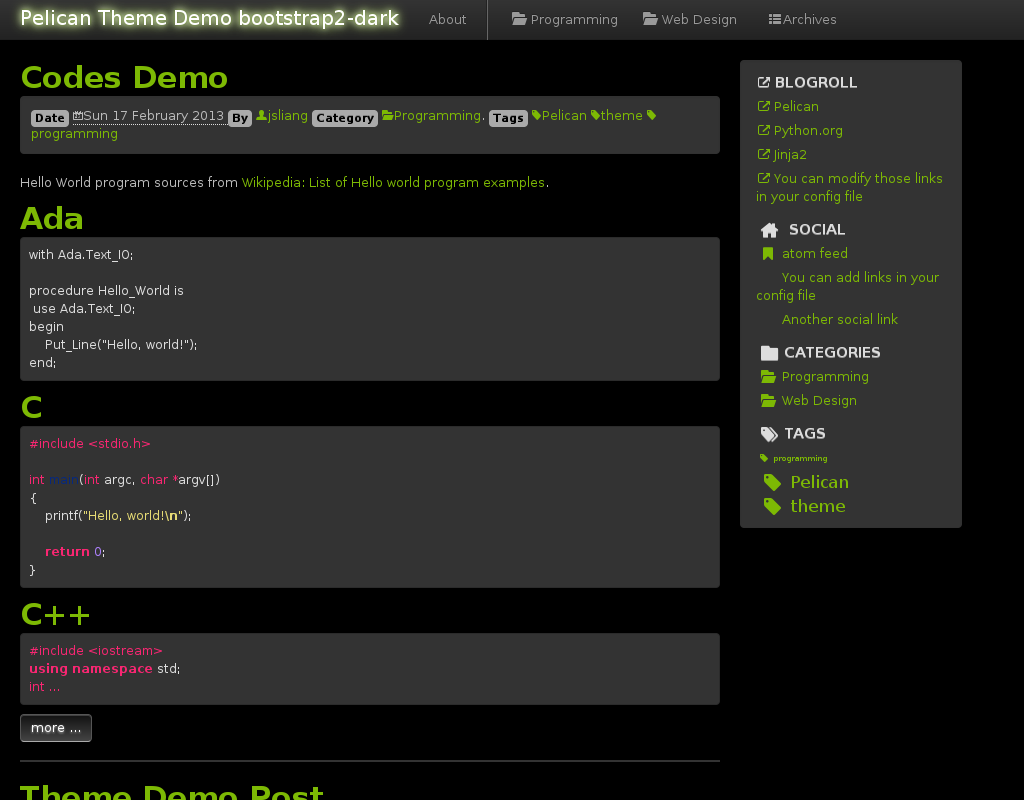 Pelican Theme Demo bootstrap2-dark About Programming Web Design Archives
Codes Demo
Date Sun 17 February 2013 By jsliang Category Programming. Tags Pelican theme
programming
Hello World program sources from Wikipedia: List of Hello world program examples.
Ada
with Ada.Text_IO;
procedure Hello_World is
 use Ada.Text_IO;
begin
    Put_Line("Hello, world!");
end;
C
#include <stdio.h>
int main(int argc, char *argv[])
{
    printf("Hello, world!\n");
    return 0;
}
C++
#include <iostream>
using namespace std;
int ...
more ...
Theme Demo Post
BLOGROLL
Pelican
Python.org
Jinja2
You can modify those links
in your config file
SOCIAL
atom feed
You can add links in your
config file
Another social link
CATEGORIES
Programming
Web Design
TAGS
programming
Pelican
theme